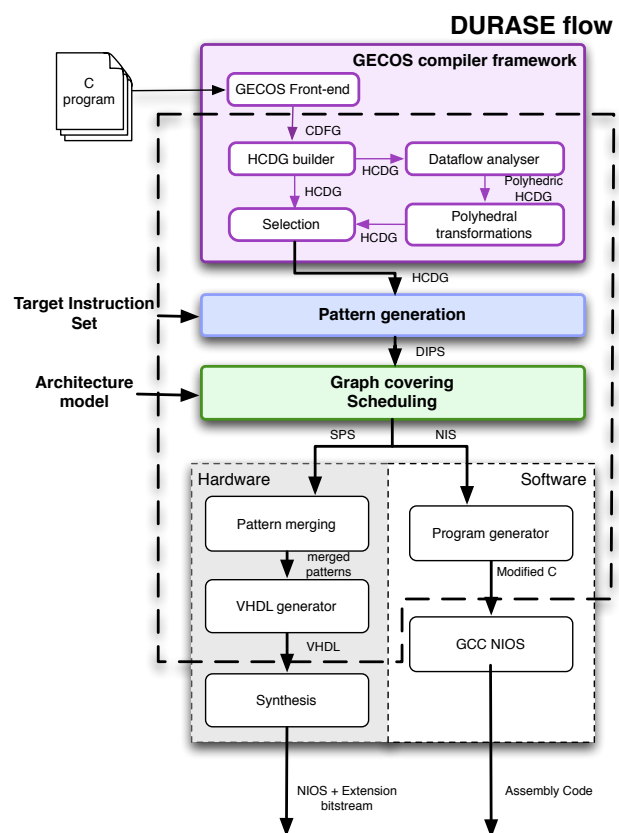 DURASE flow
GECOS compiler framework
C
program
GECOS Front-end
CDFG
HCDG builder
HCDG
Dataflow analyser
HCDG
Polyhedric
HCDG
Selection
HCDG
Polyhedral
transformations
HCDG
Target Instruction
Set
Pattern generation
DIPS
Architecture
model
Graph covering
Scheduling
SPS
NIS
Hardware
Software
Pattern merging
Program generator
merged
patterns
Modified C
VHDL generator
GCC NIOS
VHDL
Synthesis
NIOS + Extension
bitstream
Assembly Code